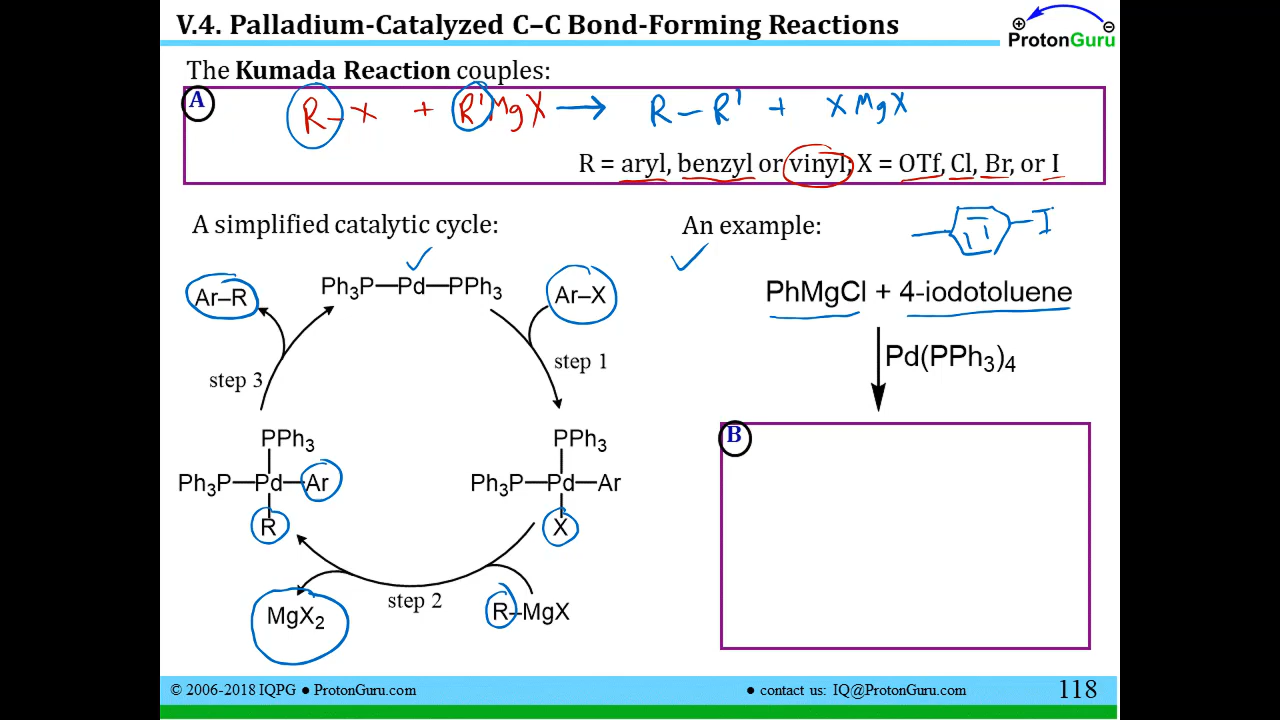 V.4. Palladium-Catalyzed C–C Bond-Forming Reactions
⊕ ⊖
ProtonGuru
The Kumada Reaction couples:
A
R–X + R'MgX → R–R' + XMgX
R = aryl, benzyl or vinyl; X = OTf, Cl, Br, or I
A simplified catalytic cycle:
Ar–R
Ph₃P—Pd—PPh₃
Ar–X
step 3
step 1
PPh₃
Ph₃P—Pd—Ar
R
PPh₃
Ph₃P—Pd—Ar
X
MgX₂
step 2
R–MgX
An example:
I
PhMgCl + 4-iodotoluene
Pd(PPh₃)₄
B
© 2006-2018 IQPG ● ProtonGuru.com
● contact us: IQ@ProtonGuru.com
118